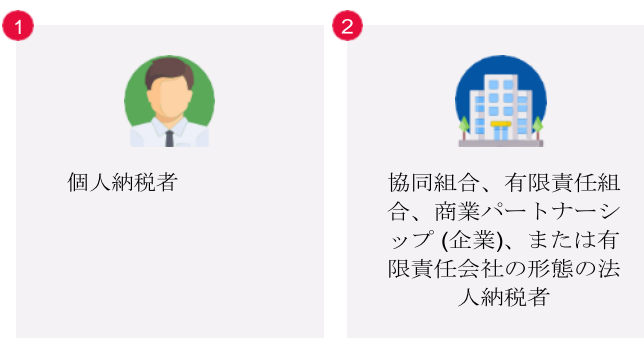 1
個人納税者
2
協同組合、有限責任組
合、商業パートナーシ
ップ (企業)、または有
限責任会社の形態の法
人納税者